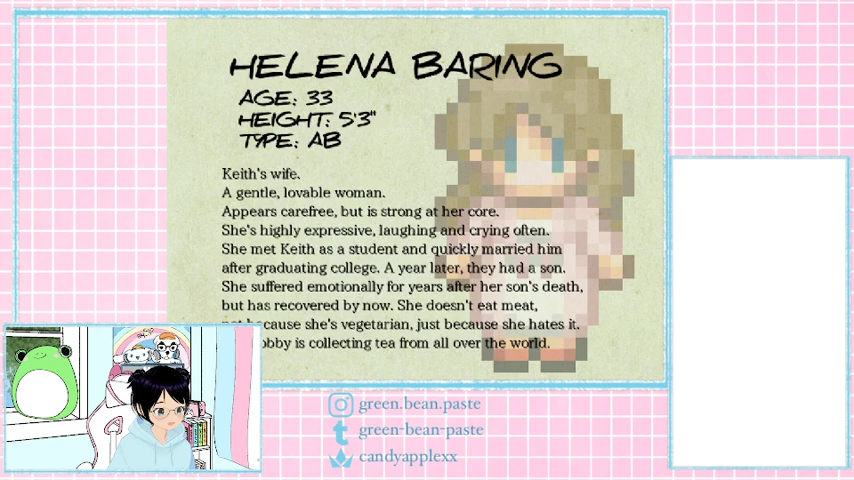 HELENA BARING
AGE: 33
HEIGHT: 5'3"
TYPE: AB
Keith's wife.
A gentle, lovable woman.
Appears carefree, but is strong at her core.
She's highly expressive, laughing and crying often.
She met Keith as a student and quickly married him
after graduating college. A year later, they had a son.
She suffered emotionally for years after her son's death,
but has recovered by now. She doesn't eat meat,
because she's vegetarian, just because she hates it.
is collecting tea from all over the world.
green.bean.paste
green-bean-paste
candyapplexx